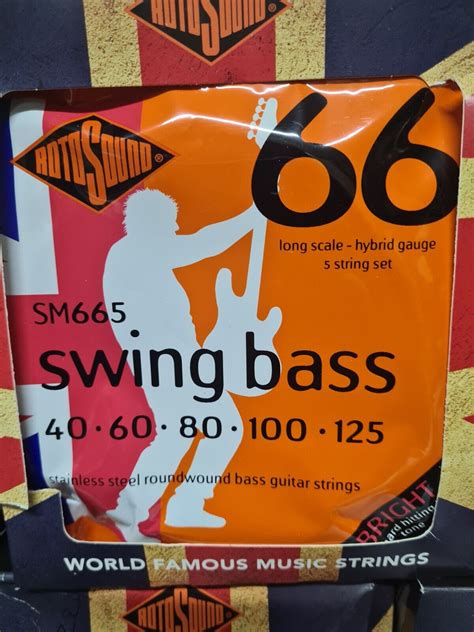 ROTOSOUND®
ROTOSOUND®
66
long scale - hybrid gauge
5 string set
SM665
swing bass
40 · 60 · 80 · 100 · 125
stainless steel roundwound bass guitar strings
BRIGHT
hitting
tone
WORLD FAMOUS MUSIC STRINGS
ROTOSOUND®